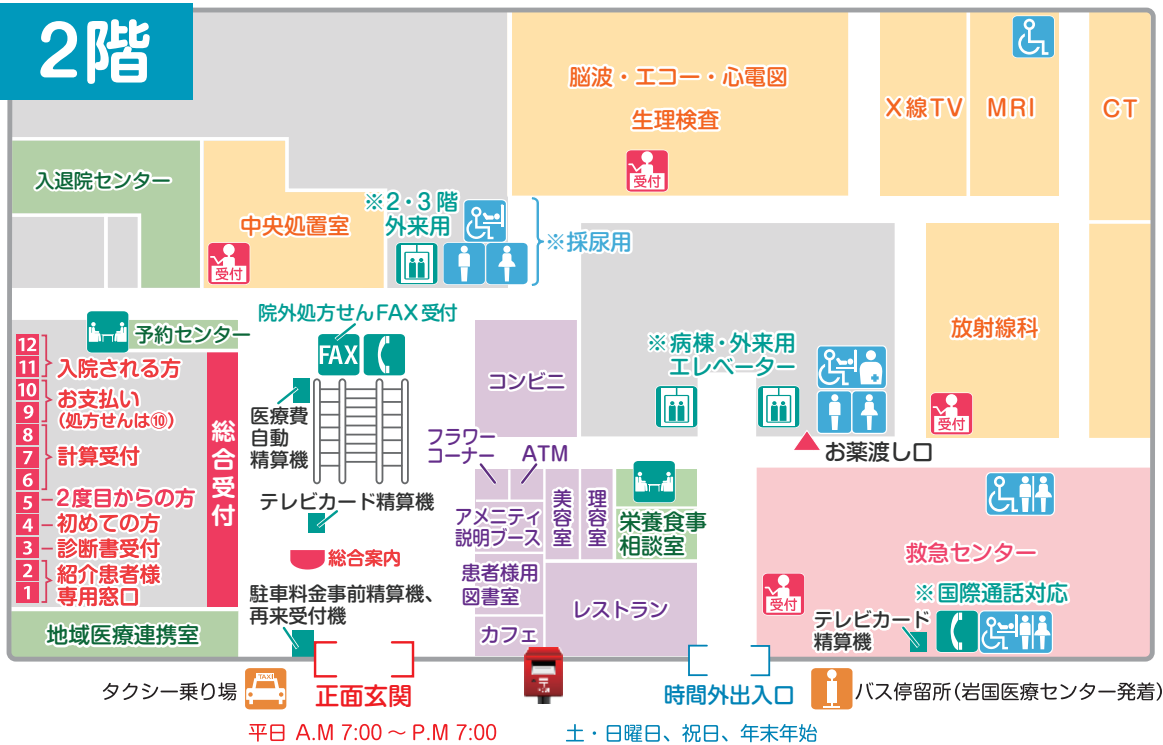 2階
脳波・エコー・心電図
生理検査
受付
X線TV
MRI
CT
入退院センター
中央処置室
受付
※2・3階
外来用
※採尿用
院外処方せんFAX受付
FAX
予約センター
12
11
入院される方
10
9
お支払い
(処方せんは⑩)
8
7
6
計算受付
5
2度目からの方
4
初めての方
3
診断書受付
2
1
紹介患者様
専用窓口
総合受付
地域医療連携室
医療費
自動
精算機
テレビカード精算機
総合案内
駐車料金事前精算機、
再来受付機
コンビニ
フラワー
コーナー
ATM
アメニティ
説明ブース
美容室
理容室
栄養食事
相談室
患者様用
図書室
カフェ
レストラン
※病棟・外来用
エレベーター
お薬渡し口
放射線科
受付
救急センター
受付
※国際通話対応
テレビカード
精算機
タクシー乗り場
TAXI
正面玄関
時間外出入口
バス停留所(岩国医療センター発着)
平日 A.M 7:00 〜 P.M 7:00
土・日曜日、祝日、年末年始